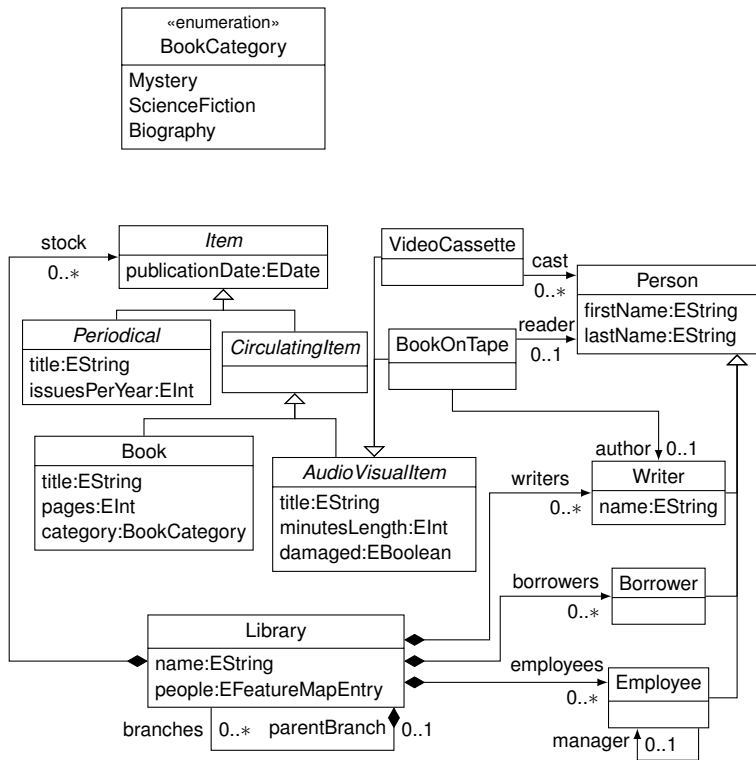 «enumeration»
BookCategory
Mystery
ScienceFiction
Biography
stock
0..*
Item
publicationDate:EDate
VideoCassette
cast
0..*
Person
firstName:EString
lastName:EString
Periodical
title:EString
issuesPerYear:EInt
CirculatingItem
BookOnTape
reader
0..1
Book
title:EString
pages:EInt
category:BookCategory
AudioVisualItem
title:EString
minutesLength:EInt
damaged:EBoolean
author 0..1
writers
0..*
Writer
name:EString
borrowers
0..*
Borrower
Library
name:EString
people:EFeatureMapEntry
employees
0..*
Employee
branches 0..* parentBranch 0..1
manager 0..1